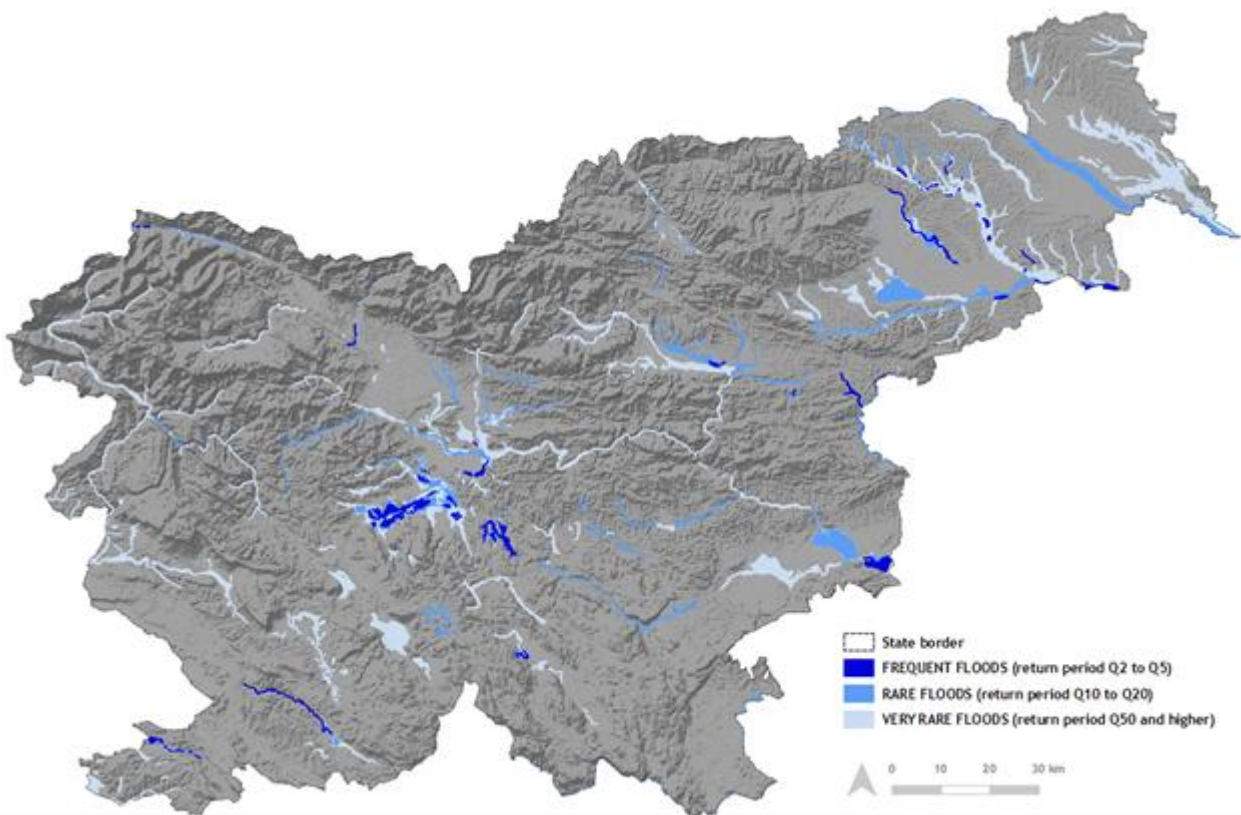 State border
FREQUENT FLOODS (return period Q2 to Q5)
RARE FLOODS (return period Q10 to Q20)
VERY RARE FLOODS (return period Q50 and higher)
0 10 20 30 km